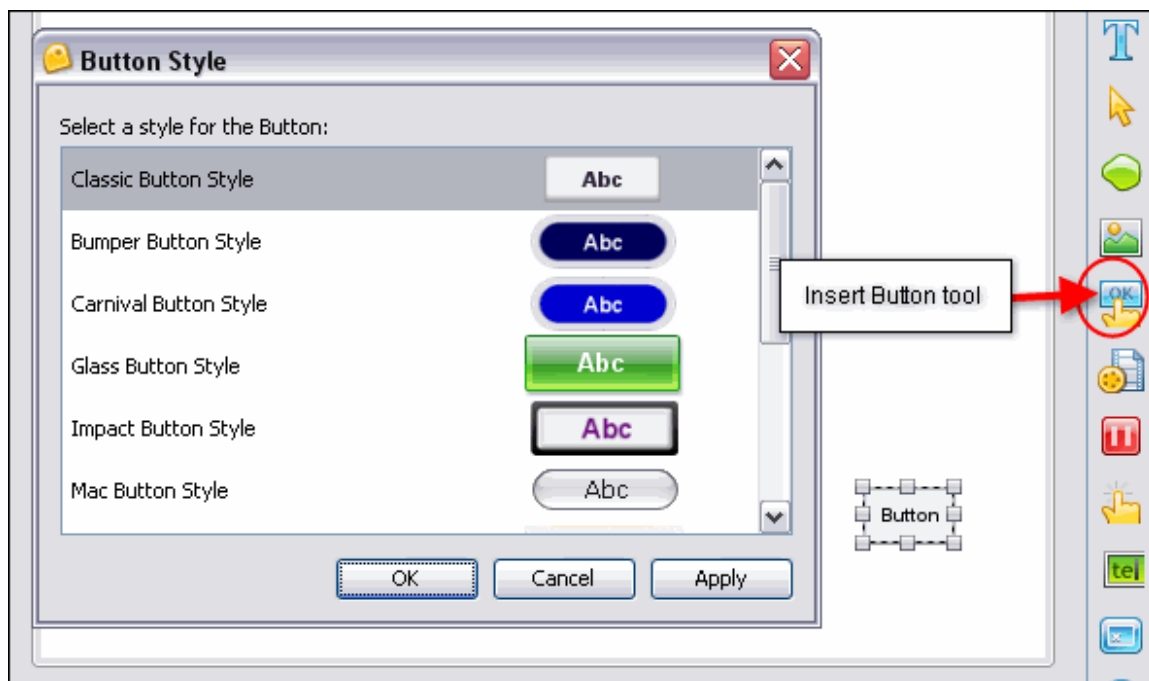 Button Style
Select a style for the Button:
Classic Button Style Abc
Bumper Button Style Abc
Carnival Button Style Abc
Glass Button Style Abc
Impact Button Style Abc
Mac Button Style Abc
OK Cancel Apply
T
Insert Button tool
OK
Button
te